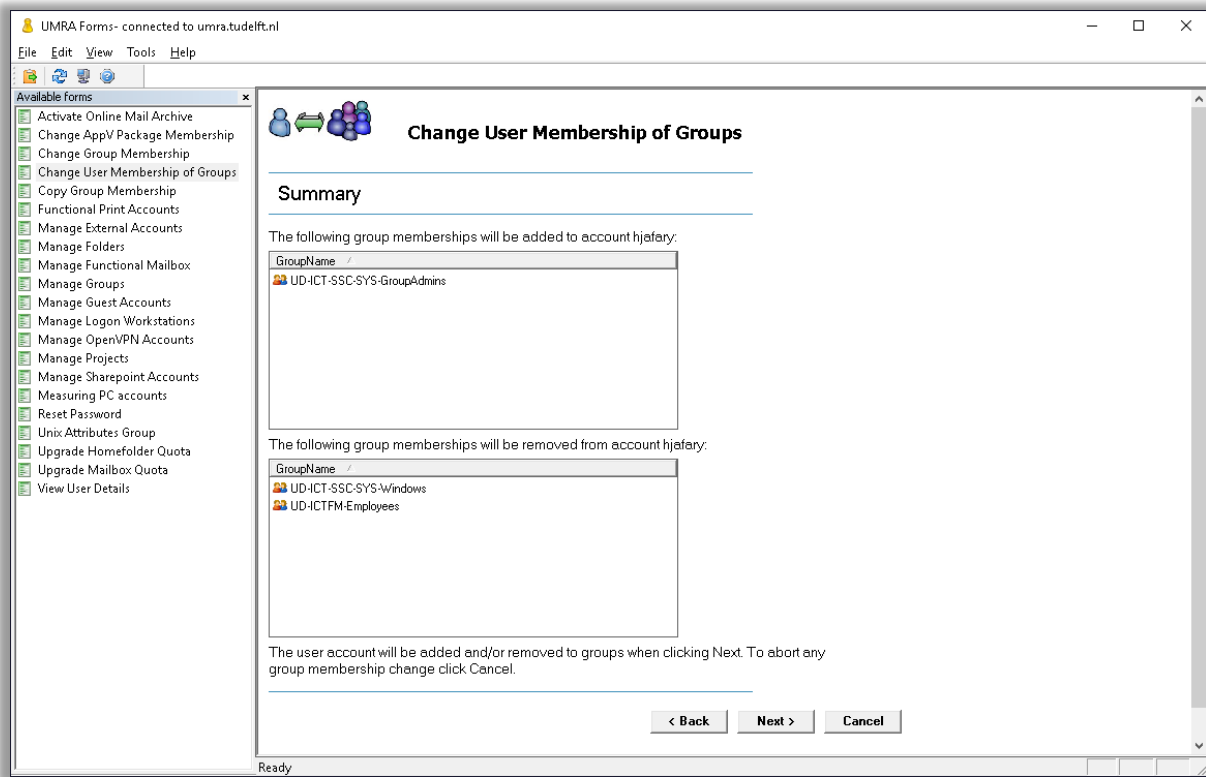 UMRA Forms- connected to umra.tudelft.nl
File Edit View Tools Help
Available forms
Activate Online Mail Archive
Change AppV Package Membership
Change Group Membership
Change User Membership of Groups
Copy Group Membership
Functional Print Accounts
Manage External Accounts
Manage Folders
Manage Functional Mailbox
Manage Groups
Manage Guest Accounts
Manage Logon Workstations
Manage OpenVPN Accounts
Manage Projects
Manage Sharepoint Accounts
Measuring PC accounts
Reset Password
Unix Attributes Group
Upgrade Homefolder Quota
Upgrade Mailbox Quota
View User Details
Change User Membership of Groups
Summary
The following group memberships will be added to account hjafary:
GroupName
UD-ICT-SSC-SYS-GroupAdmins
The following group memberships will be removed from account hjafary:
GroupName
UD-ICT-SSC-SYS-Windows
UD-ICTFM-Employees
The user account will be added and/or removed to groups when clicking Next. To abort any
group membership change click Cancel.
< Back Next > Cancel
Ready